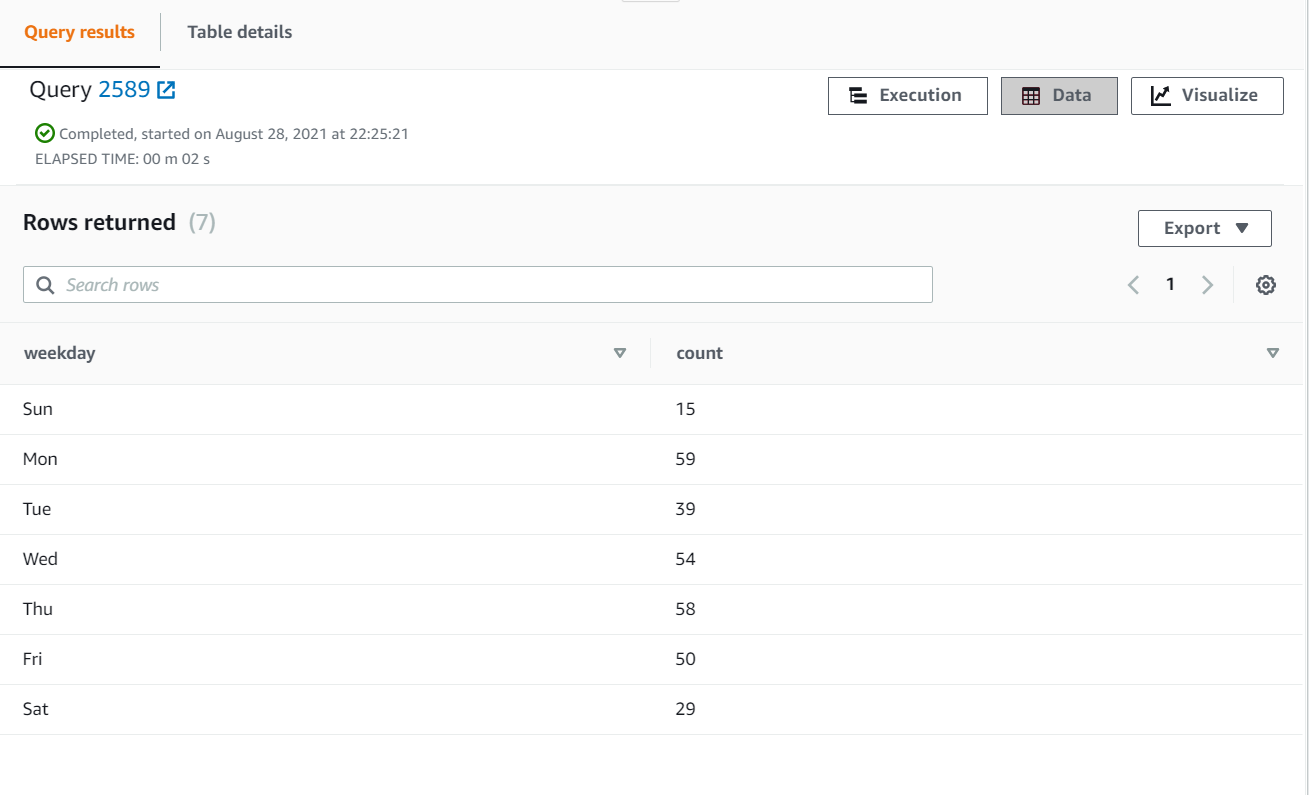 Query results Table details
Query 2589
Execution Data Visualize
Completed, started on August 28, 2021 at 22:25:21
ELAPSED TIME: 00 m 02 s
Rows returned (7)
Export
Search rows
1
weekday count
Sun 15
Mon 59
Tue 39
Wed 54
Thu 58
Fri 50
Sat 29